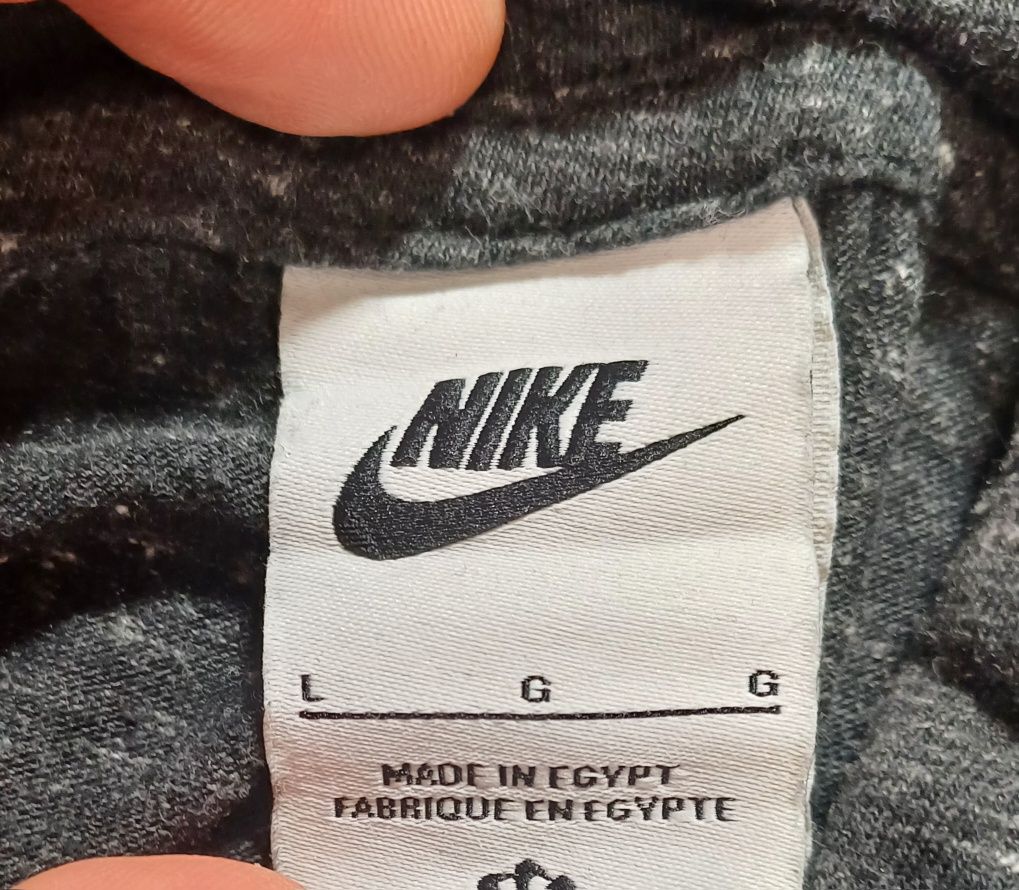 NIKE
L G G
MADE IN EGYPT
FABRIQUE EN EGYPTE